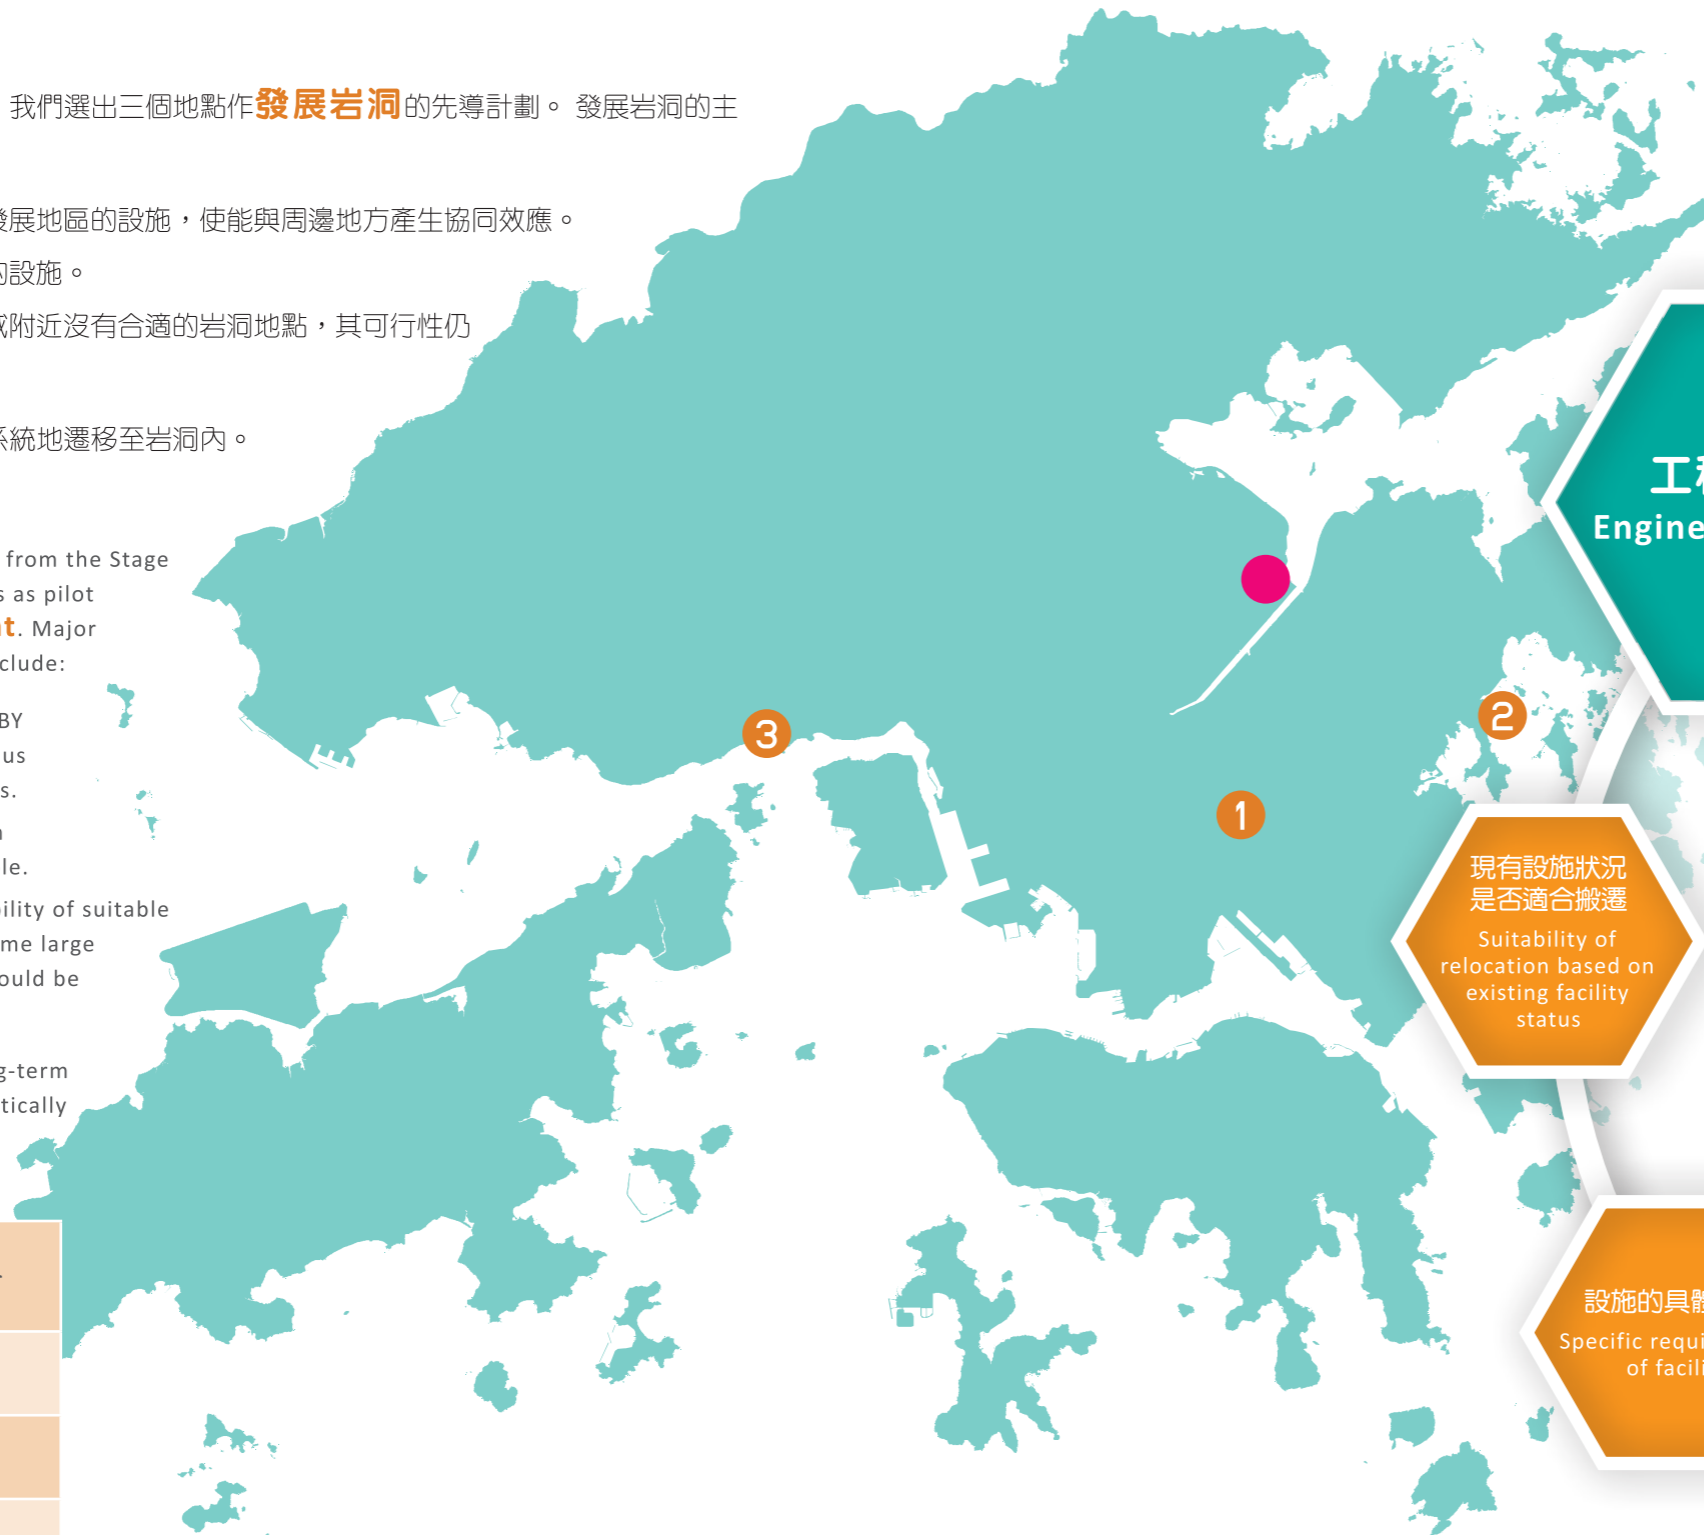 我們選出三個地點作發展岩洞的先導計劃。 發展岩洞的主
發展地區的設施，使能與周邊地方產生協同效應。
的設施。
或附近沒有合適的岩洞地點，其可行性仍
系統地遷移至岩洞內。
from the Stage
s as pilot
t. Major
clude:
BY
us
s.
n
le.
bility of suitable
me large
ould be
g-term
tically
3
2
1
工程
Engine
現有設施狀況
是否適合搬遷
Suitability of
relocation based on
existing facility
status
設施的具體
Specific requi
of facili